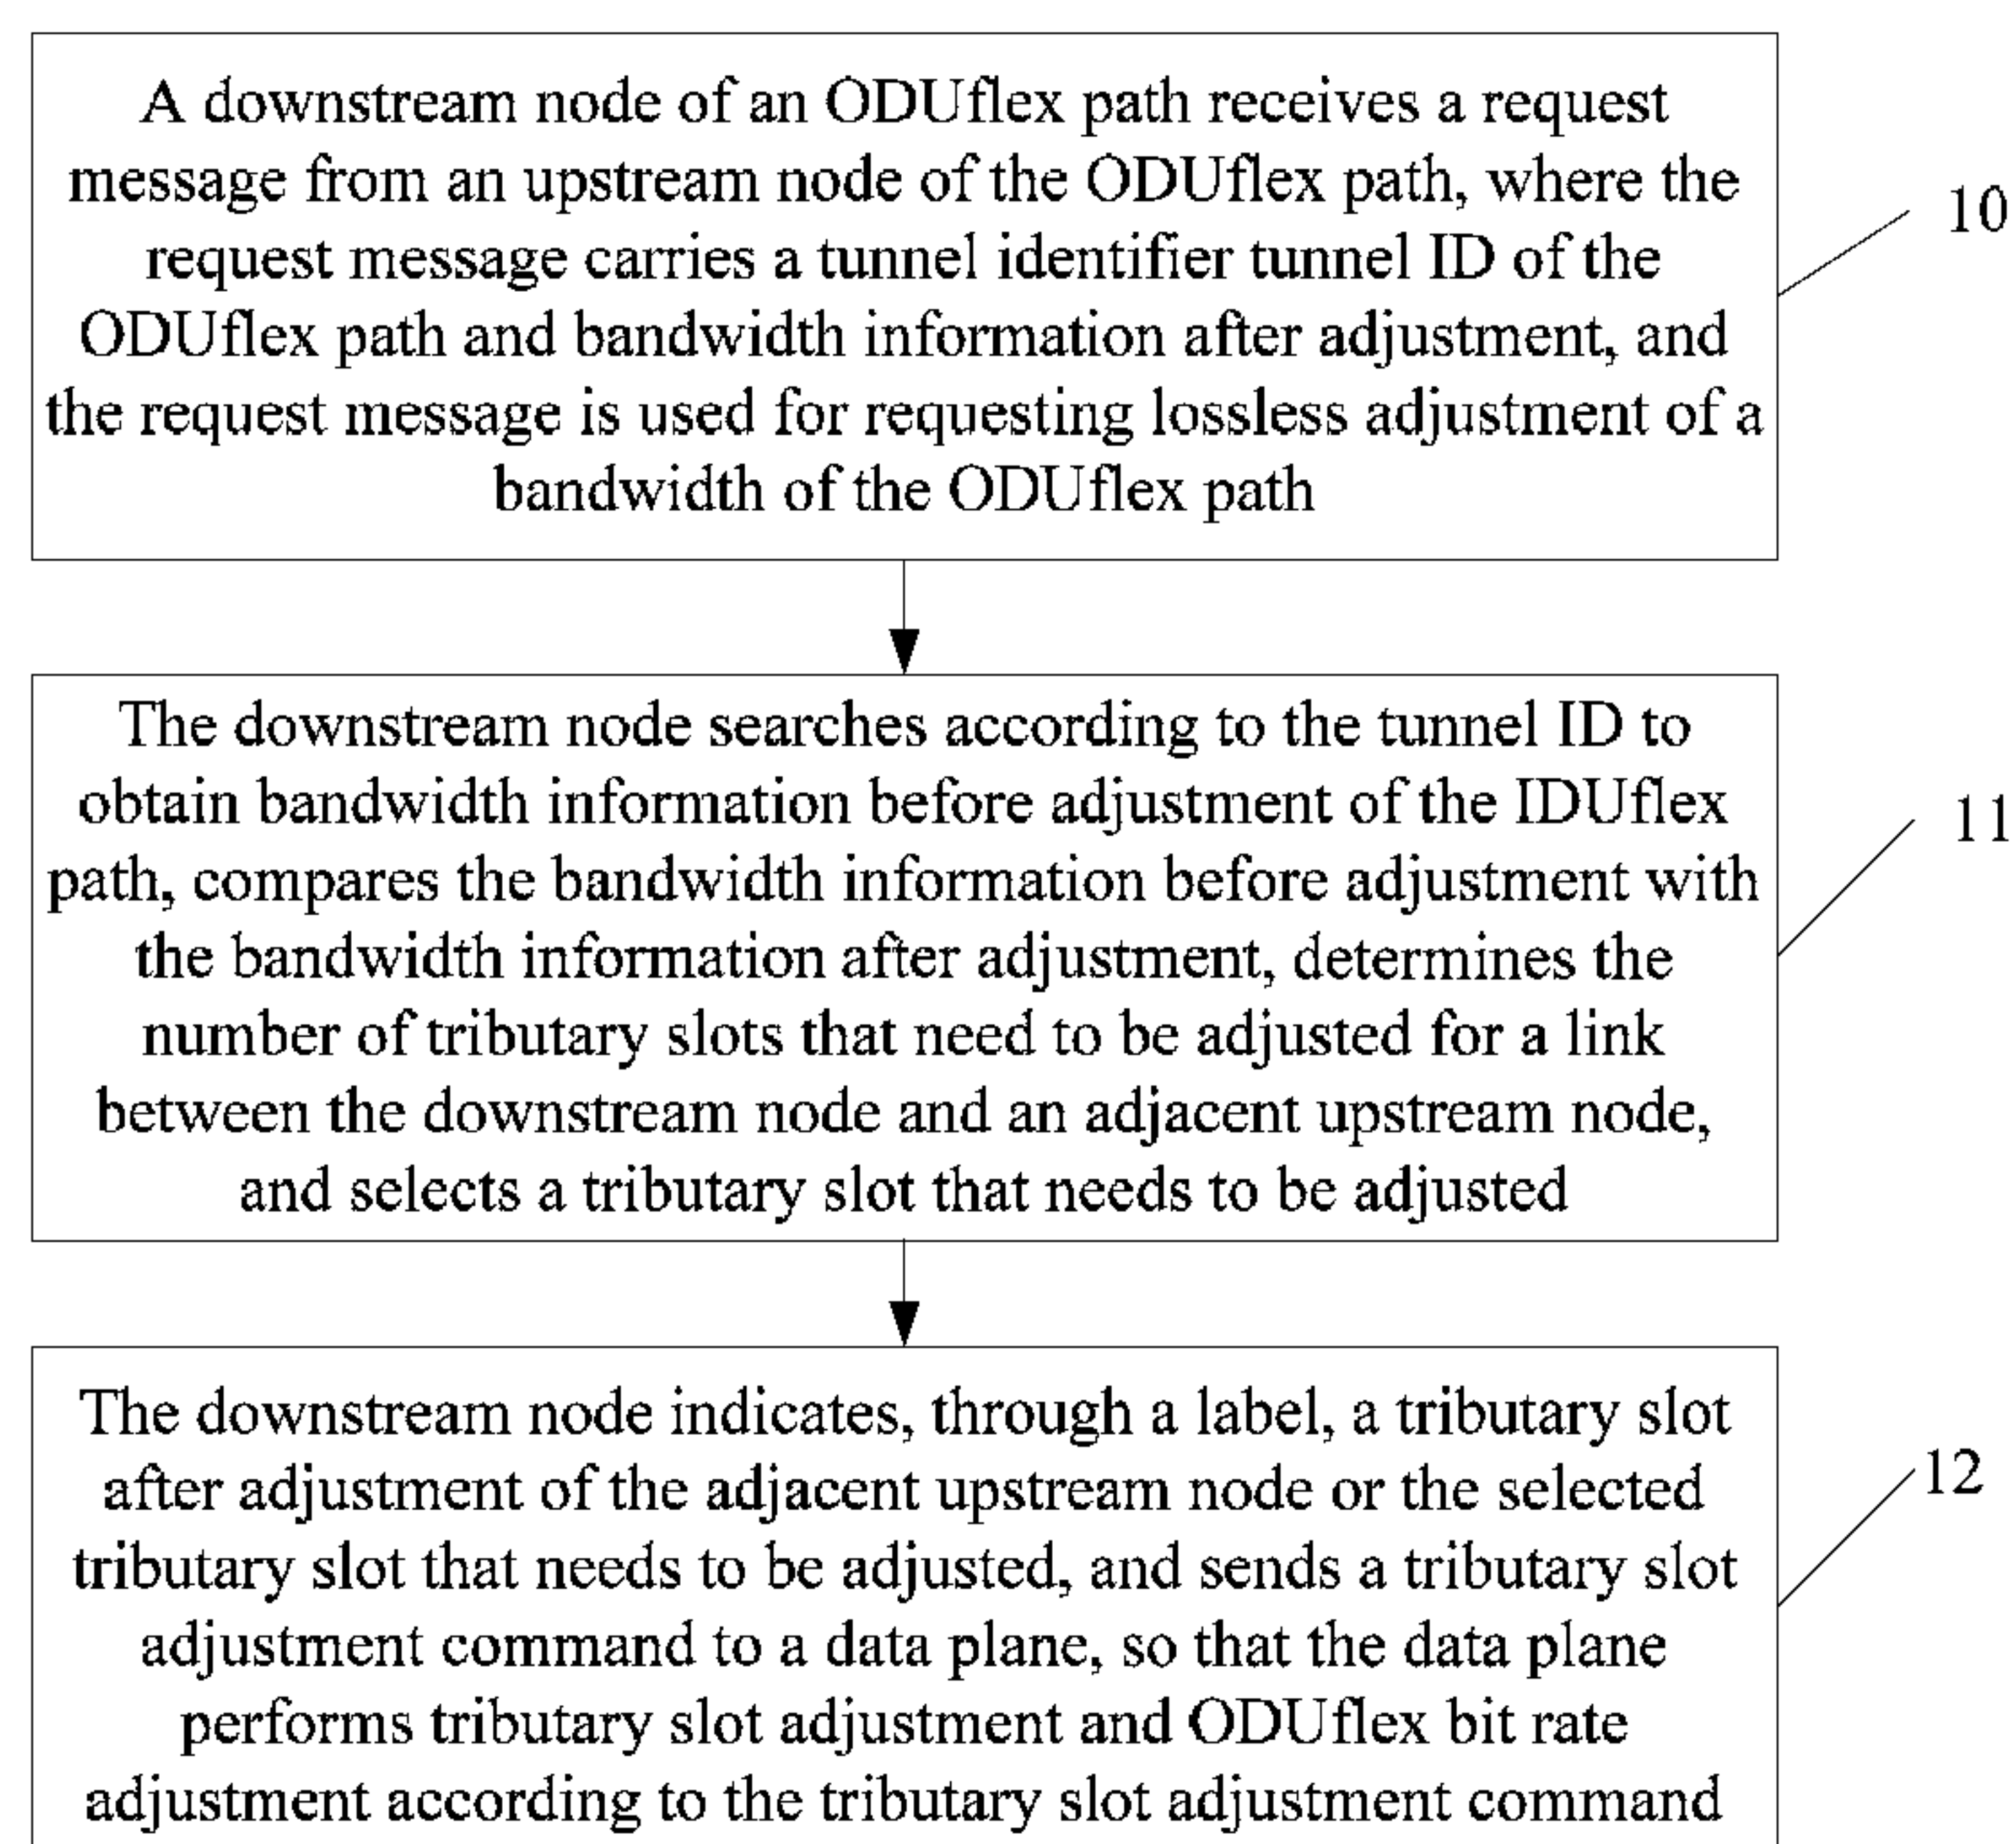 A downstream node of an ODUflex path receives a request
message from an upstream node of the ODUflex path, where the
request message carries a tunnel identifier tunnel ID of the
ODUflex path and bandwidth information after adjustment, and
the request message is used for requesting lossless adjustment of a
bandwidth of the ODUflex path
10
The downstream node searches according to the tunnel ID to
obtain bandwidth information before adjustment of the IDUflex
path, compares the bandwidth information before adjustment with
the bandwidth information after adjustment, determines the
number of tributary slots that need to be adjusted for a link
between the downstream node and an adjacent upstream node,
and selects a tributary slot that needs to be adjusted
11
The downstream node indicates, through a label, a tributary slot
after adjustment of the adjacent upstream node or the selected
tributary slot that needs to be adjusted, and sends a tributary slot
adjustment command to a data plane, so that the data plane
performs tributary slot adjustment and ODUflex bit rate
adjustment according to the tributary slot adjustment command
12